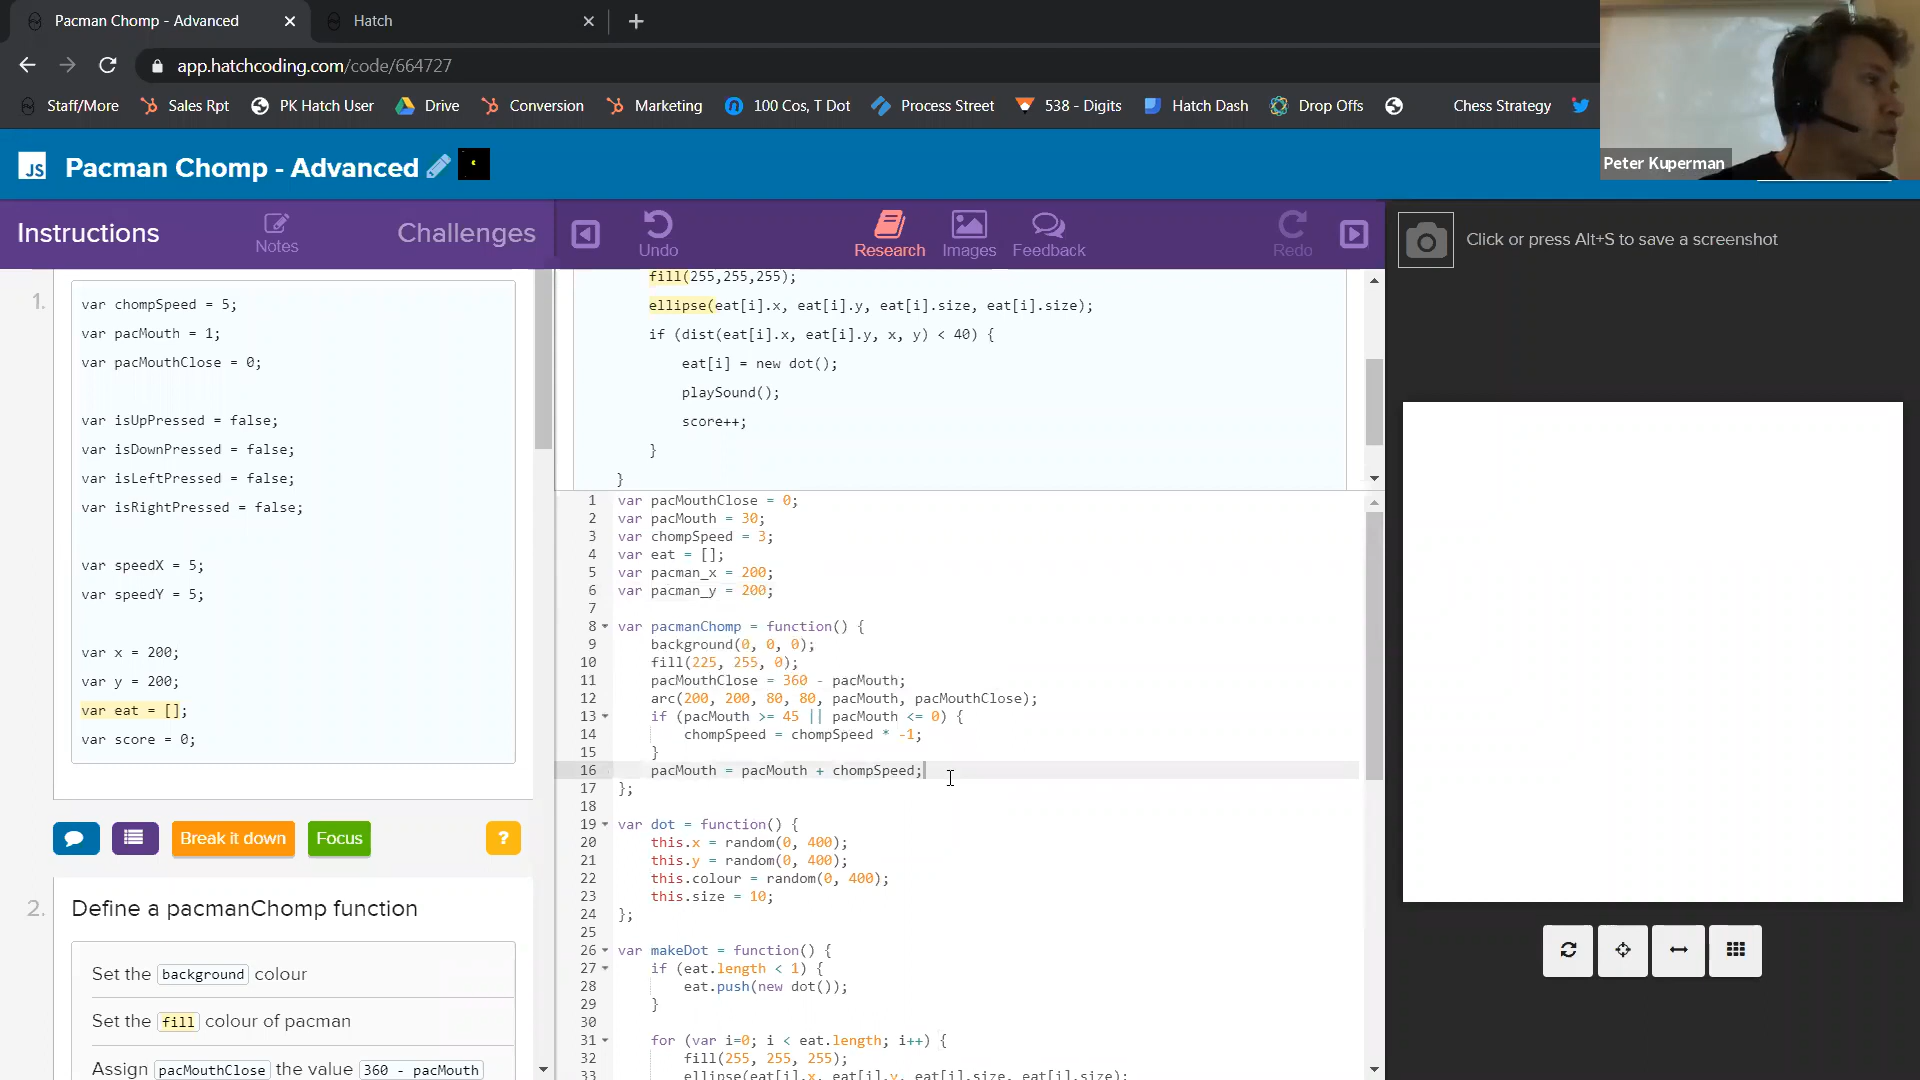 Pacman Chomp - Advanced
Hatch
app.hatchcoding.com/code/664727
Staff/More Sales Rpt PK Hatch User Drive Conversion Marketing 100 Cos, T Dot Process Street 538 - Digits Hatch Dash Drop Offs Chess Strategy
Peter Kuperman
JS Pacman Chomp - Advanced
Instructions
Notes
Challenges
Undo
Research
Images
Feedback
Redo
Click or press Alt+S to save a screenshot
1.
var chompSpeed = 5;
var pacMouth = 1;
var pacMouthClose = 0;
var isUpPressed = false;
var isDownPressed = false;
var isLeftPressed = false;
var isRightPressed = false;
var speedX = 5;
var speedY = 5;
var x = 200;
var y = 200;
var eat = [];
var score = 0;
Break it down
Focus
?
2. Define a pacmanChomp function
Set the background colour
Set the fill colour of pacman
Assign pacMouthClose the value 360 - pacMouth
fill(255,255,255);
ellipse(eat[i].x, eat[i].y, eat[i].size, eat[i].size);
if (dist(eat[i].x, eat[i].y, x, y) < 40) {
eat[i] = new dot();
playSound();
score++;
}
}
1 var pacMouthClose = 0;
2 var pacMouth = 30;
3 var chompSpeed = 3;
4 var eat = [];
5 var pacman_x = 200;
6 var pacman_y = 200;
7
8 var pacmanChomp = function() {
9 background(0, 0, 0);
10 fill(225, 255, 0);
11 pacMouthClose = 360 - pacMouth;
12 arc(200, 200, 80, 80, pacMouth, pacMouthClose);
13 if (pacMouth >= 45 || pacMouth <= 0) {
14 chompSpeed = chompSpeed * -1;
15 }
16 pacMouth = pacMouth + chompSpeed;
17 };
18
19 var dot = function() {
20 this.x = random(0, 400);
21 this.y = random(0, 400);
22 this.colour = random(0, 400);
23 this.size = 10;
24 };
25
26 var makeDot = function() {
27 if (eat.length < 1) {
28 eat.push(new dot());
29 }
30
31 for (var i=0; i < eat.length; i++) {
32 fill(255, 255, 255);
33 ellipse(eat[i].x, eat[i].y, eat[i].size, eat[i].size);